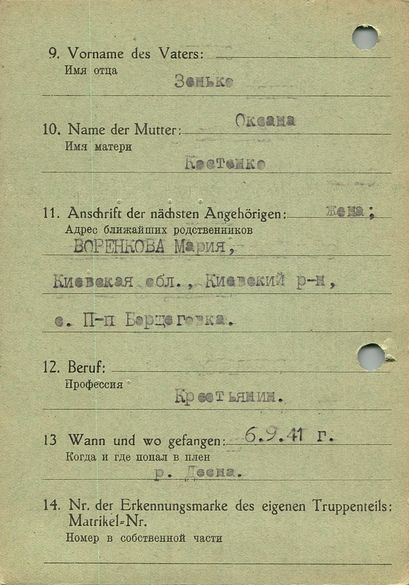 9. Vorname des Vaters:
Имя отца
Зенько
10. Name der Mutter: Оксана
Имя матери
Костенко
11. Anschrift der nächsten Angehörigen: жена;
Адрес ближайших родственников
ВОРЕНКОВА Мария,
Киевская обл., Киевский р-н,
с. П-п Борщаговка.
12. Beruf:
Профессия
Крестьянин.
13 Wann und wo gefangen: 6.9.41 г.
Когда и где попал в плен
р. Десна.
14. Nr. der Erkennungsmarke des eigenen Truppenteils:
Matrikel-Nr.
Номер в собственной части